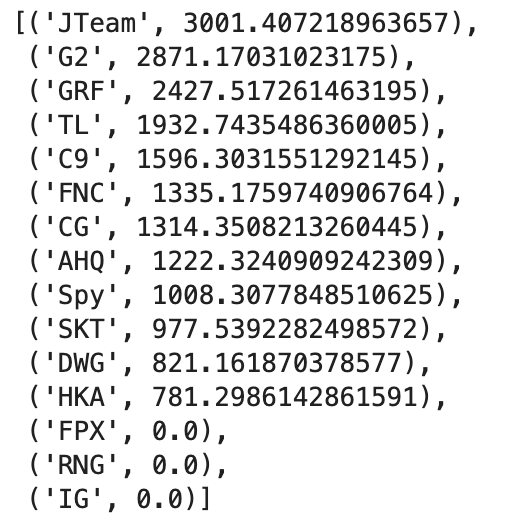 [('JTeam', 3001.407218963657),
('G2', 2871.17031023175),
('GRF', 2427.517261463195),
('TL', 1932.7435486360005),
('C9', 1596.3031551292145),
('FNC', 1335.1759740906764),
('CG', 1314.3508213260445),
('AHQ', 1222.3240909242309),
('Spy', 1008.3077848510625),
('SKT', 977.5392282498572),
('DWG', 821.161870378577),
('HKA', 781.2986142861591),
('FPX', 0.0),
('RNG', 0.0),
('IG', 0.0)]